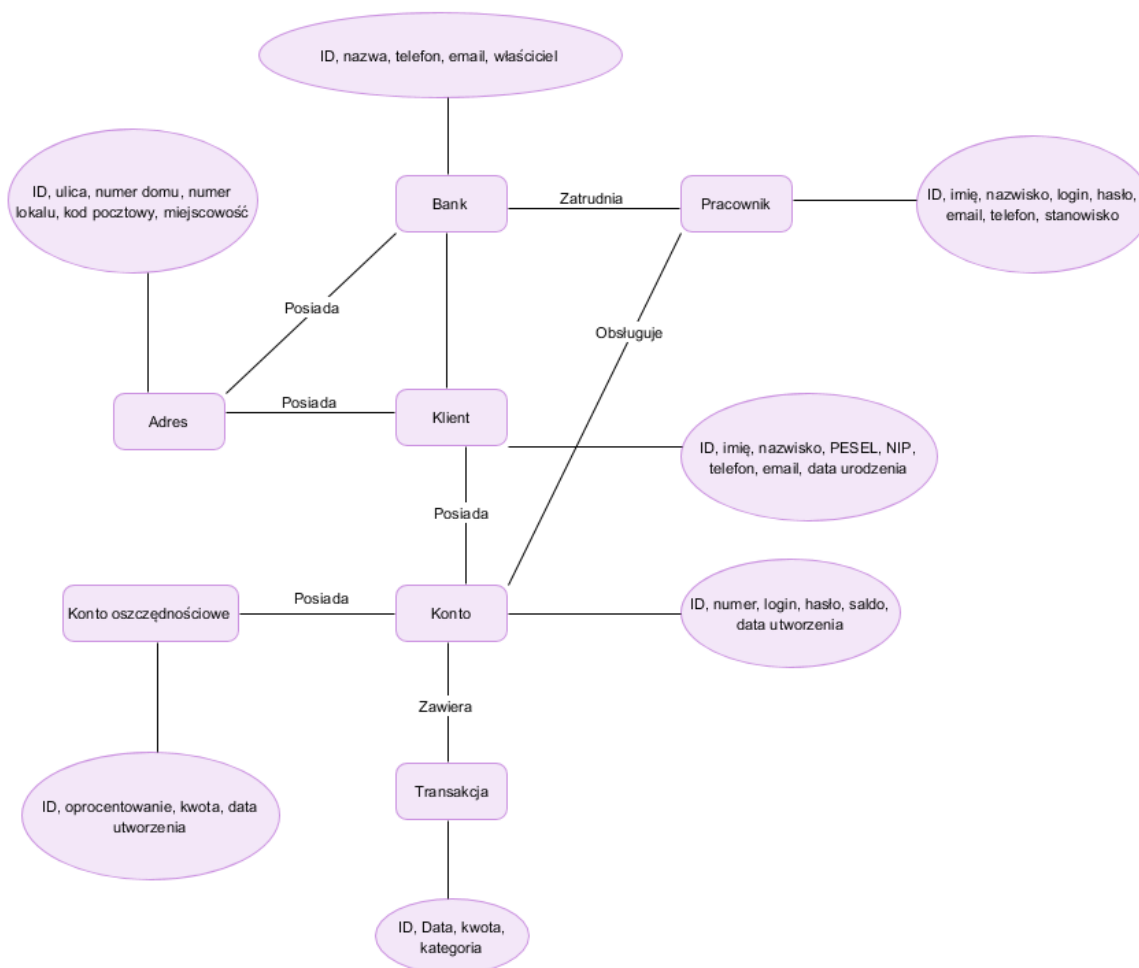 ID, nazwa, telefon, email, właściciel
ID, ulica, numer domu, numer
lokalu, kod pocztowy, miejscowość
Bank
Zatrudnia
Pracownik
ID, imię, nazwisko, login, hasło,
email, telefon, stanowisko
Posiada
Obsługuje
Adres
Posiada
Klient
ID, imię, nazwisko, PESEL, NIP,
telefon, email, data urodzenia
Posiada
Konto oszczędnościowe
Posiada
Konto
ID, numer, login, hasło, saldo,
data utworzenia
Zawiera
Transakcja
ID, oprocentowanie, kwota, data
utworzenia
ID, Data, kwota,
kategoria